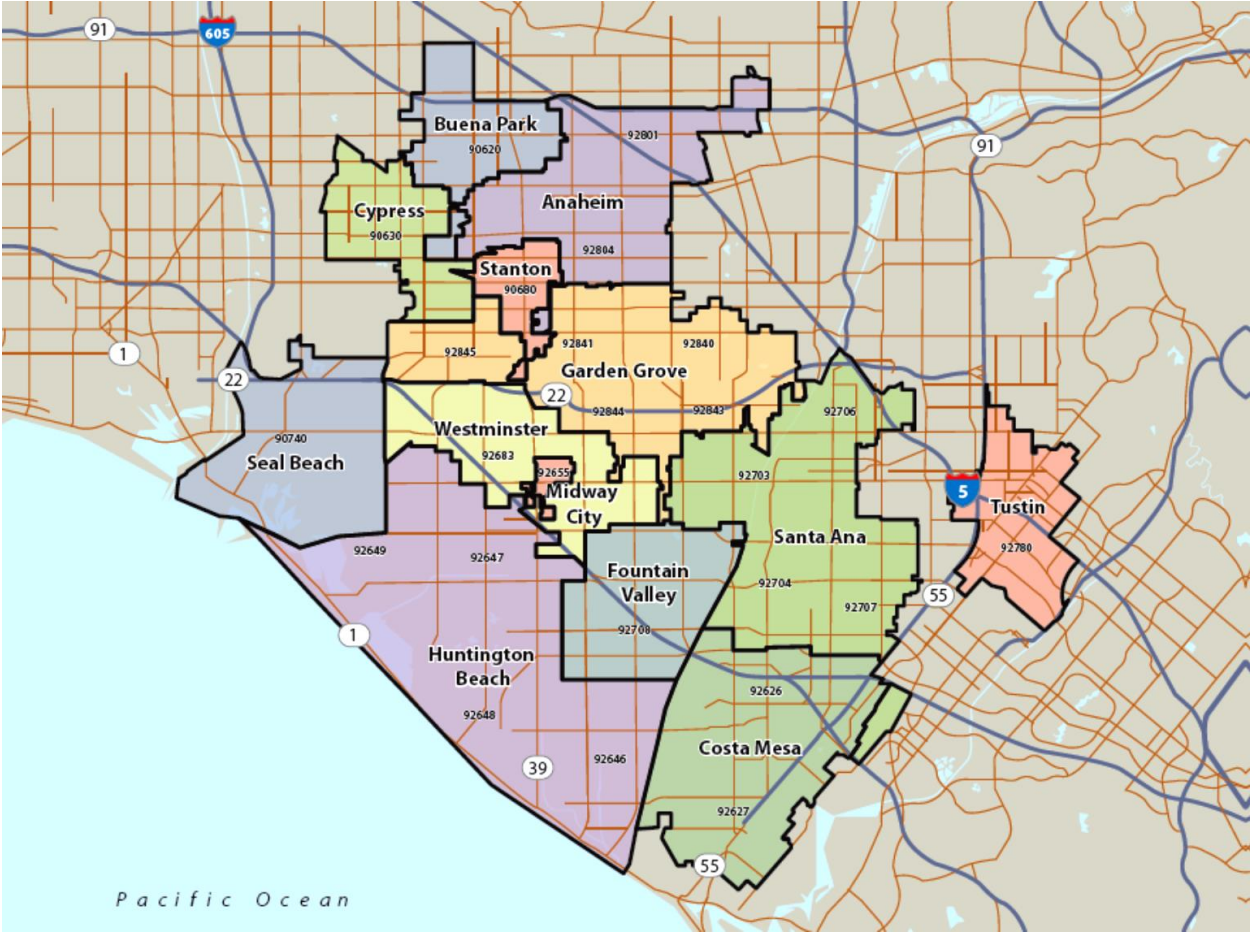 91
605
Buena Park
90620
92801
91
Cypress
90630
Anaheim
92804
Stanton
90680
1
92845
92841
92840
Garden Grove
22
22
92844
92843
92706
Westminster
92683
90740
Seal Beach
92655
92703
Midway
City
5
Tustin
92780
Santa Ana
92649
92647
Fountain
Valley
92704
92707
55
92708
1
Huntington
Beach
92648
92626
Costa Mesa
39
92646
92627
55
Pacific Ocean